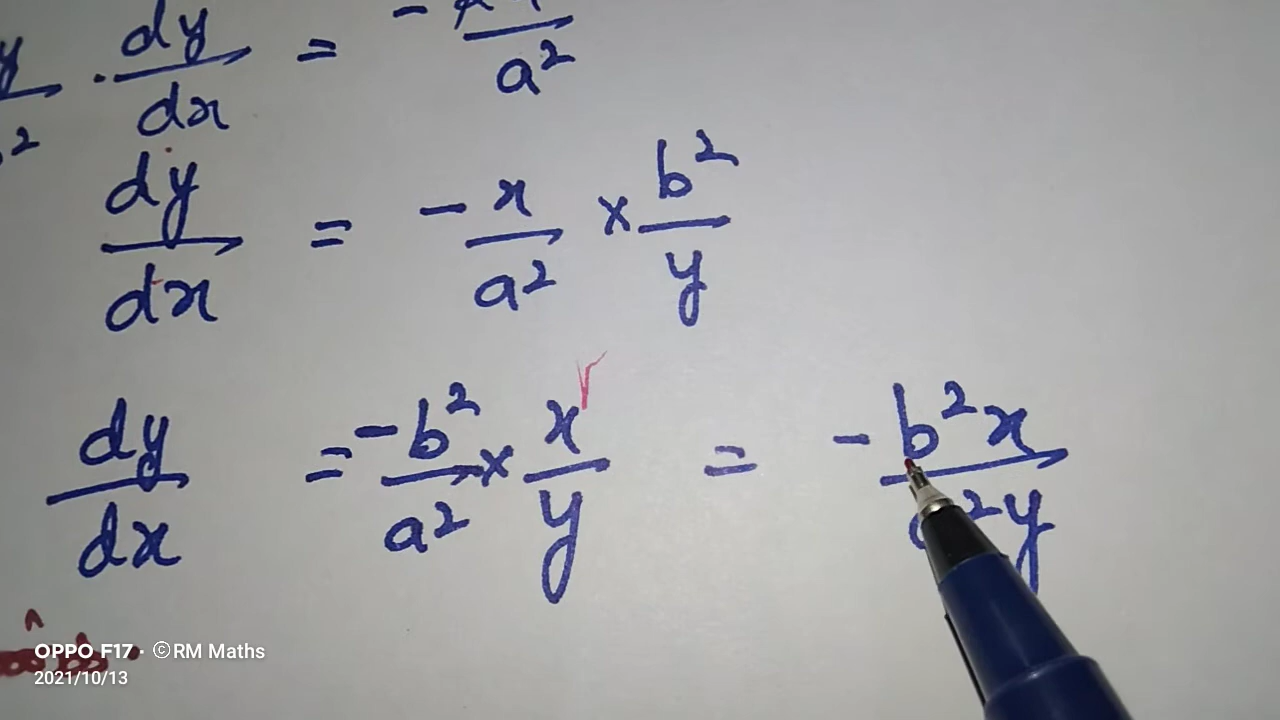 y/2 · dy/dx = -/a²
dy/dx = -x/a² × b²/y
dy/dx = -b²/a² × x/y = -b²x/a²y
OPPO F17 · ©RM Maths
2021/10/13